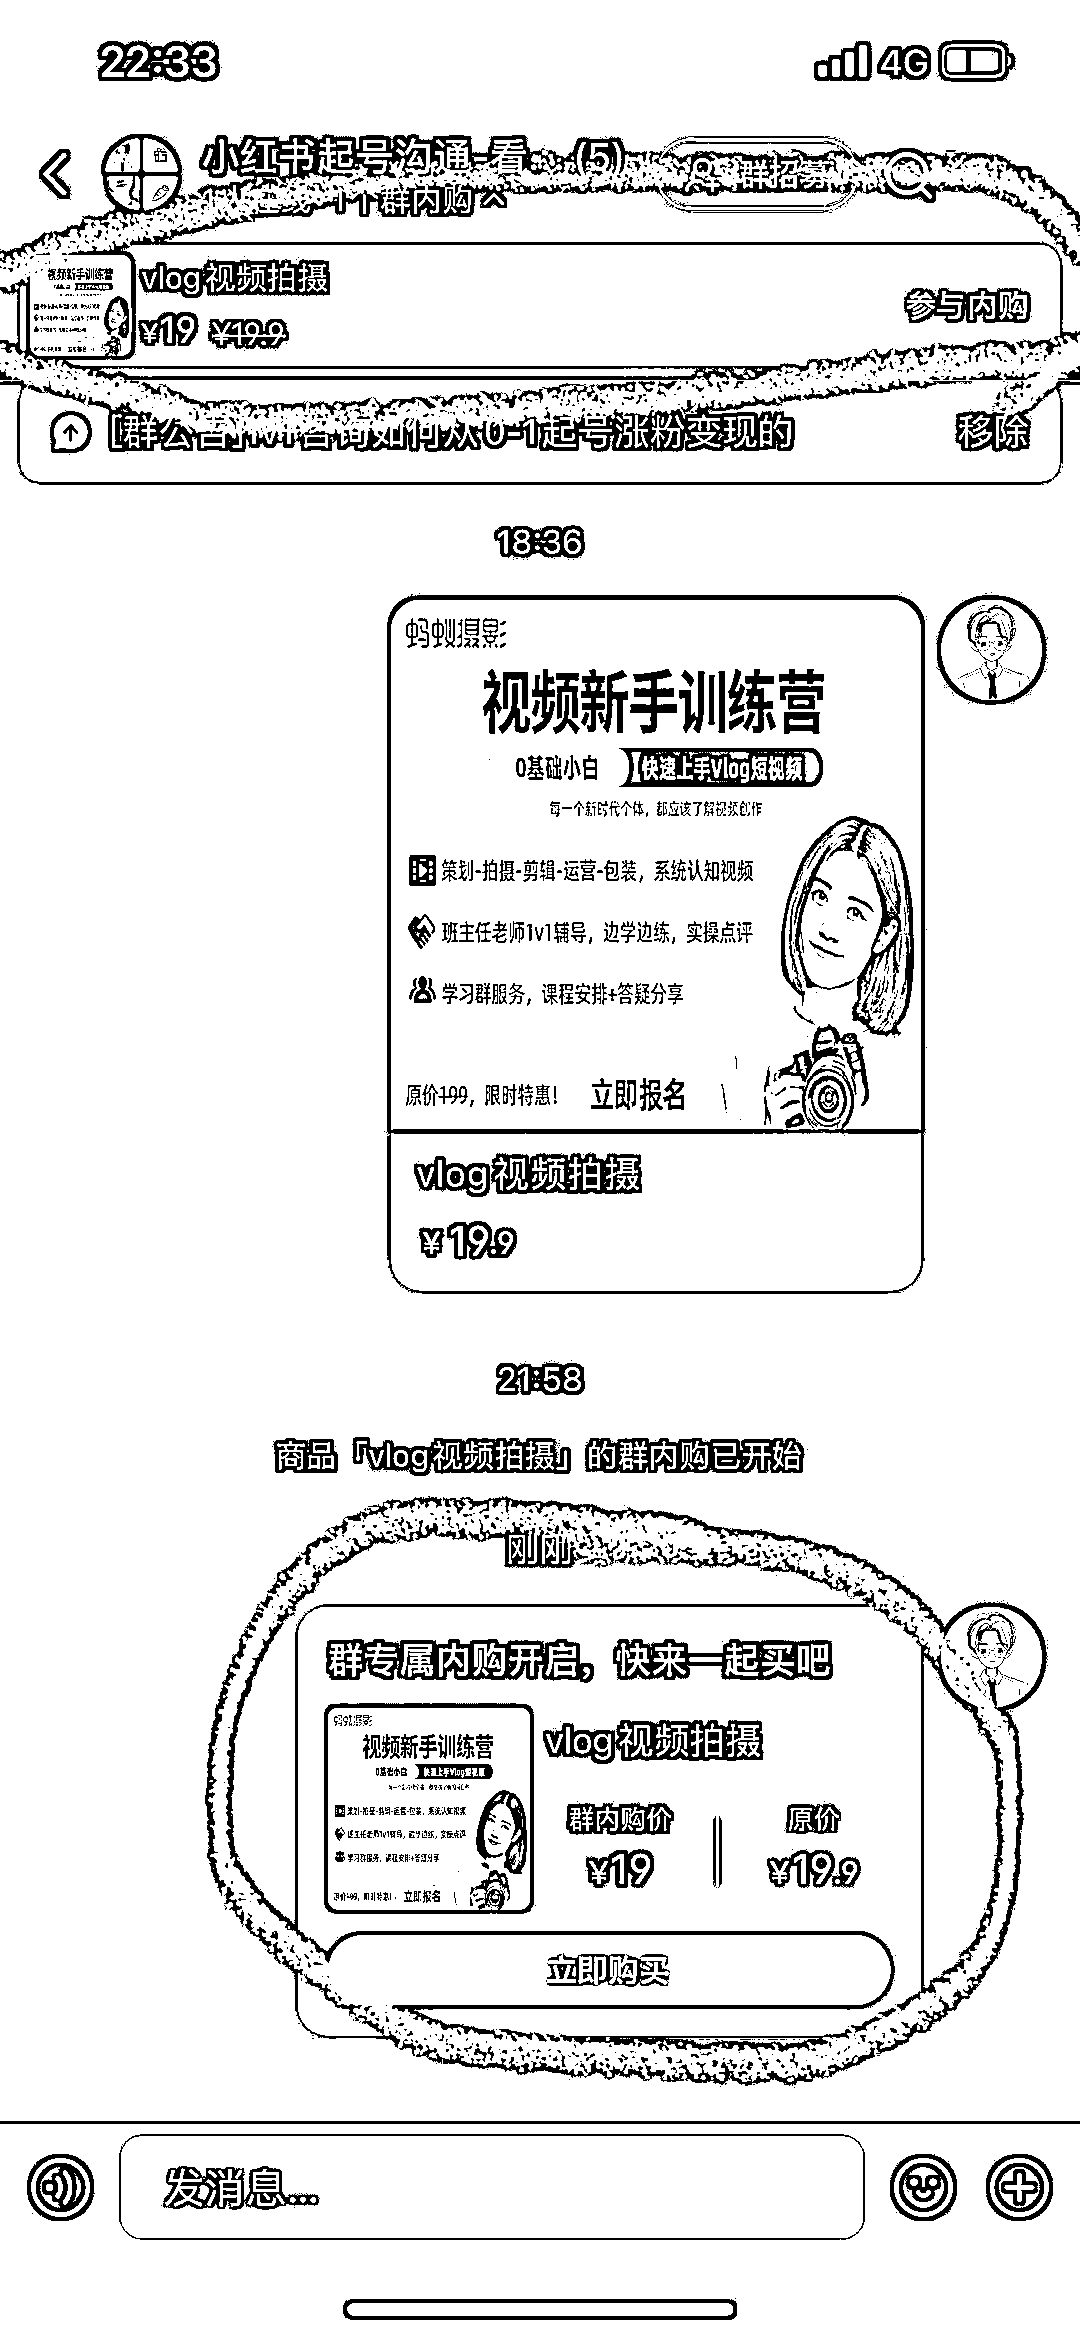 22:33
4G
小红书起号沟通-看... (5)
个群内购
群招募
视频新手训练营
vlog视频拍摄
¥19 ¥19.9
参与内购
[群公告]1v1咨询如何从0-1起号涨粉变现的
移除
18:36
蚂蚁摄影
视频新手训练营
0基础小白 快速上手Vlog短视频
每一个新时代个体，都应该了解视频创作
策划-拍摄-剪辑-运营-包装，系统认知视频
班主任老师1v1辅导，边学边练，实操点评
学习群服务，课程安排+答疑分享
原价199，限时特惠！ 立即报名
vlog视频拍摄
¥19.9
21:58
商品「vlog视频拍摄」的群内购已开始
刚刚
群专属内购开启，快来一起买吧
蚂蚁摄影
视频新手训练营
0基础小白 快速上手Vlog短视频
策划-拍摄-剪辑-运营-包装，系统认知视频
班主任老师1v1辅导，边学边练，实操点评
学习群服务，课程安排+答疑分享
原价199，限时特惠！ 立即报名
vlog视频拍摄
群内购价 原价
¥19 ¥19.9
立即购买
发消息...